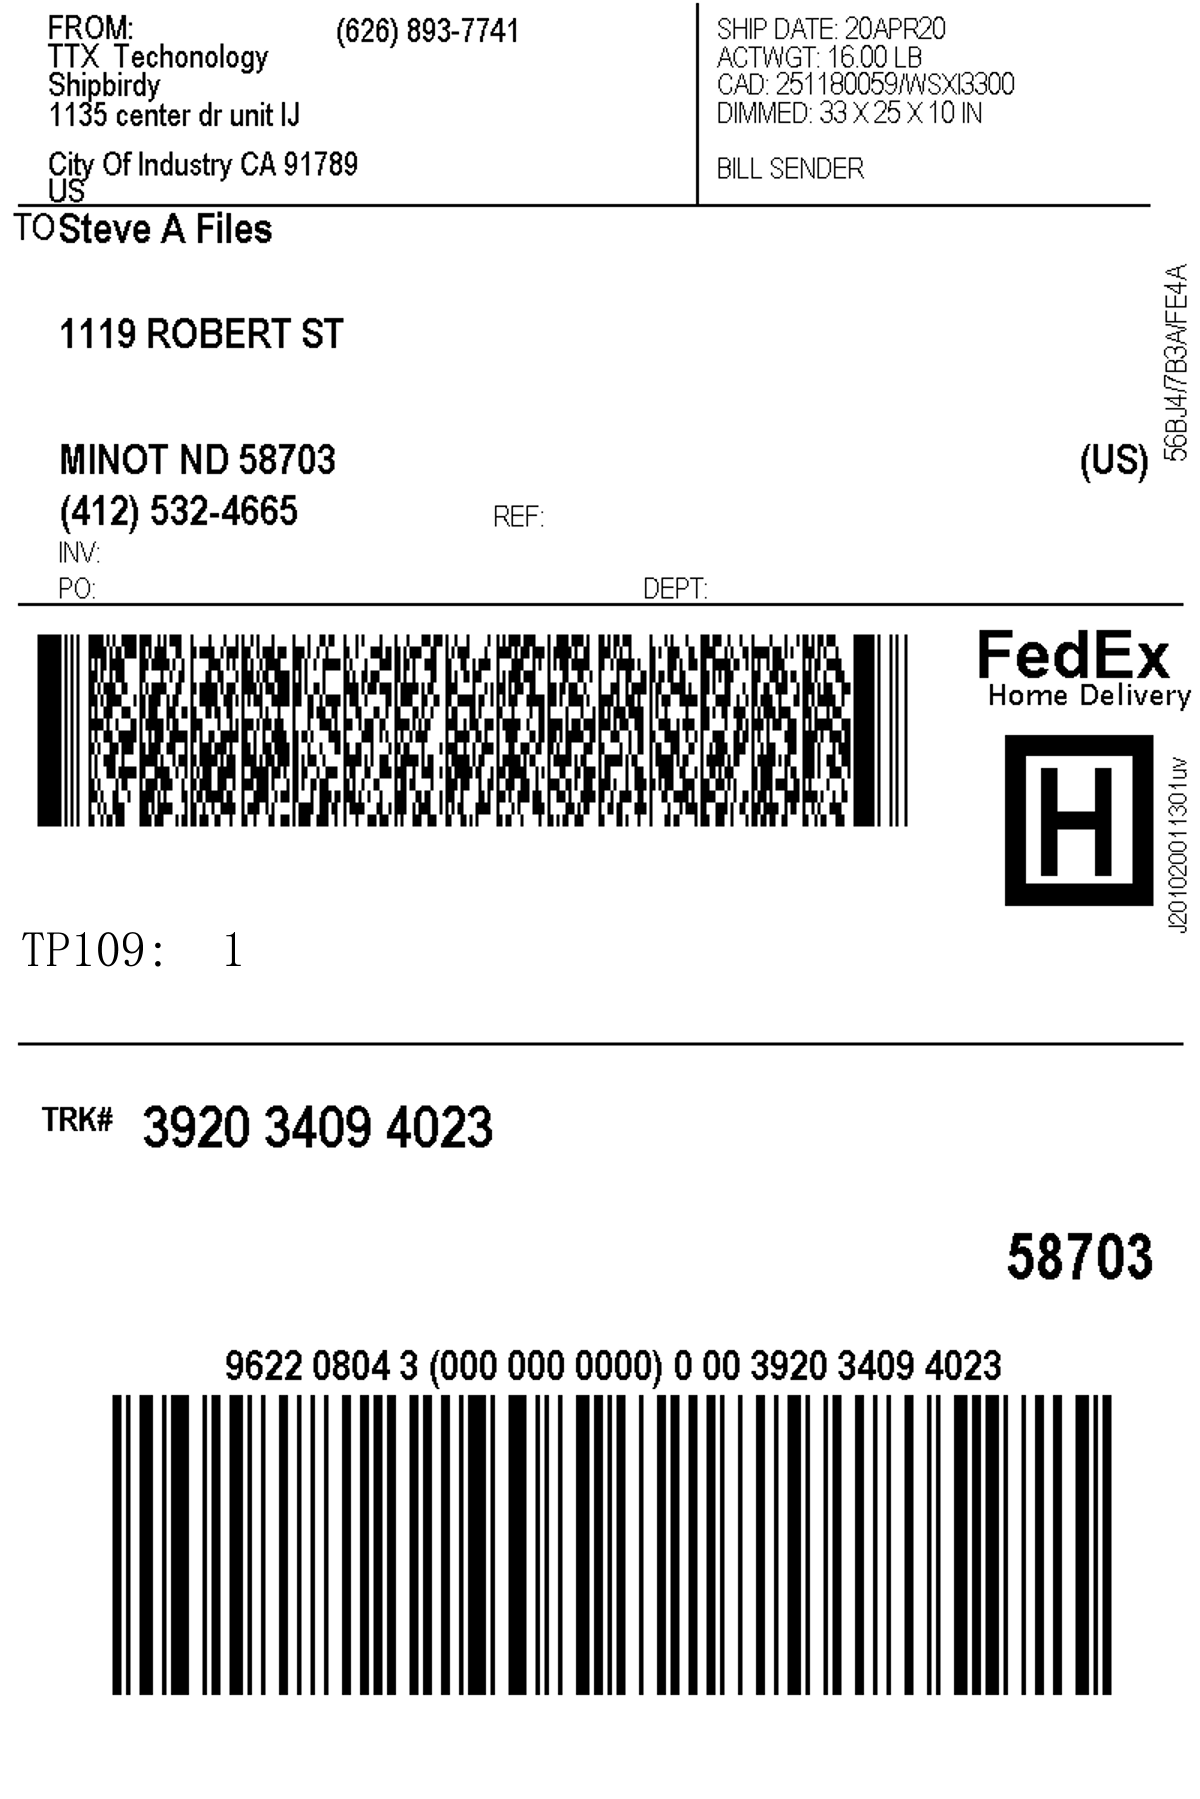 FROM: (626) 893-7741
TTX Techonology
Shipbirdy
1135 center dr unit IJ
City Of Industry CA 91789
US
SHIP DATE: 20APR20
ACTWGT: 16.00 LB
CAD: 251180059/WSXI3300
DIMMED: 33 X 25 X 10 IN
BILL SENDER
TO Steve A Files
1119 ROBERT ST
MINOT ND 58703 (US)
(412) 532-4665 REF:
INV:
PO: DEPT:
56BJ4/7B3A/FE4A
FedEx
Home Delivery
H
J201020011301uv
TP109: 1
TRK# 3920 3409 4023
58703
9622 0804 3 (000 000 0000) 0 00 3920 3409 4023